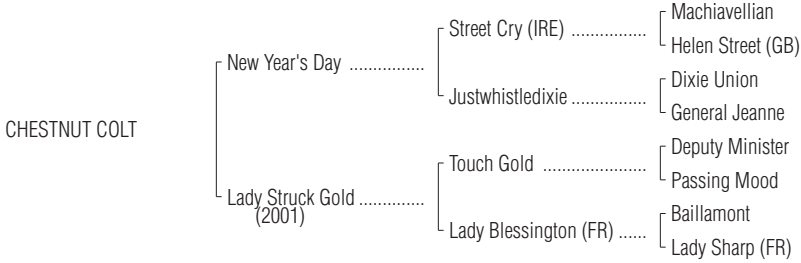 Machiavellian
Street Cry (IRE) ................
Helen Street (GB)
New Year's Day ................
Dixie Union
Justwhistledixie ................
General Jeanne
CHESTNUT COLT
Deputy Minister
Touch Gold ......................
Passing Mood
Lady Struck Gold ..............
(2001)
Baillamont
Lady Blessington (FR) ......
Lady Sharp (FR)